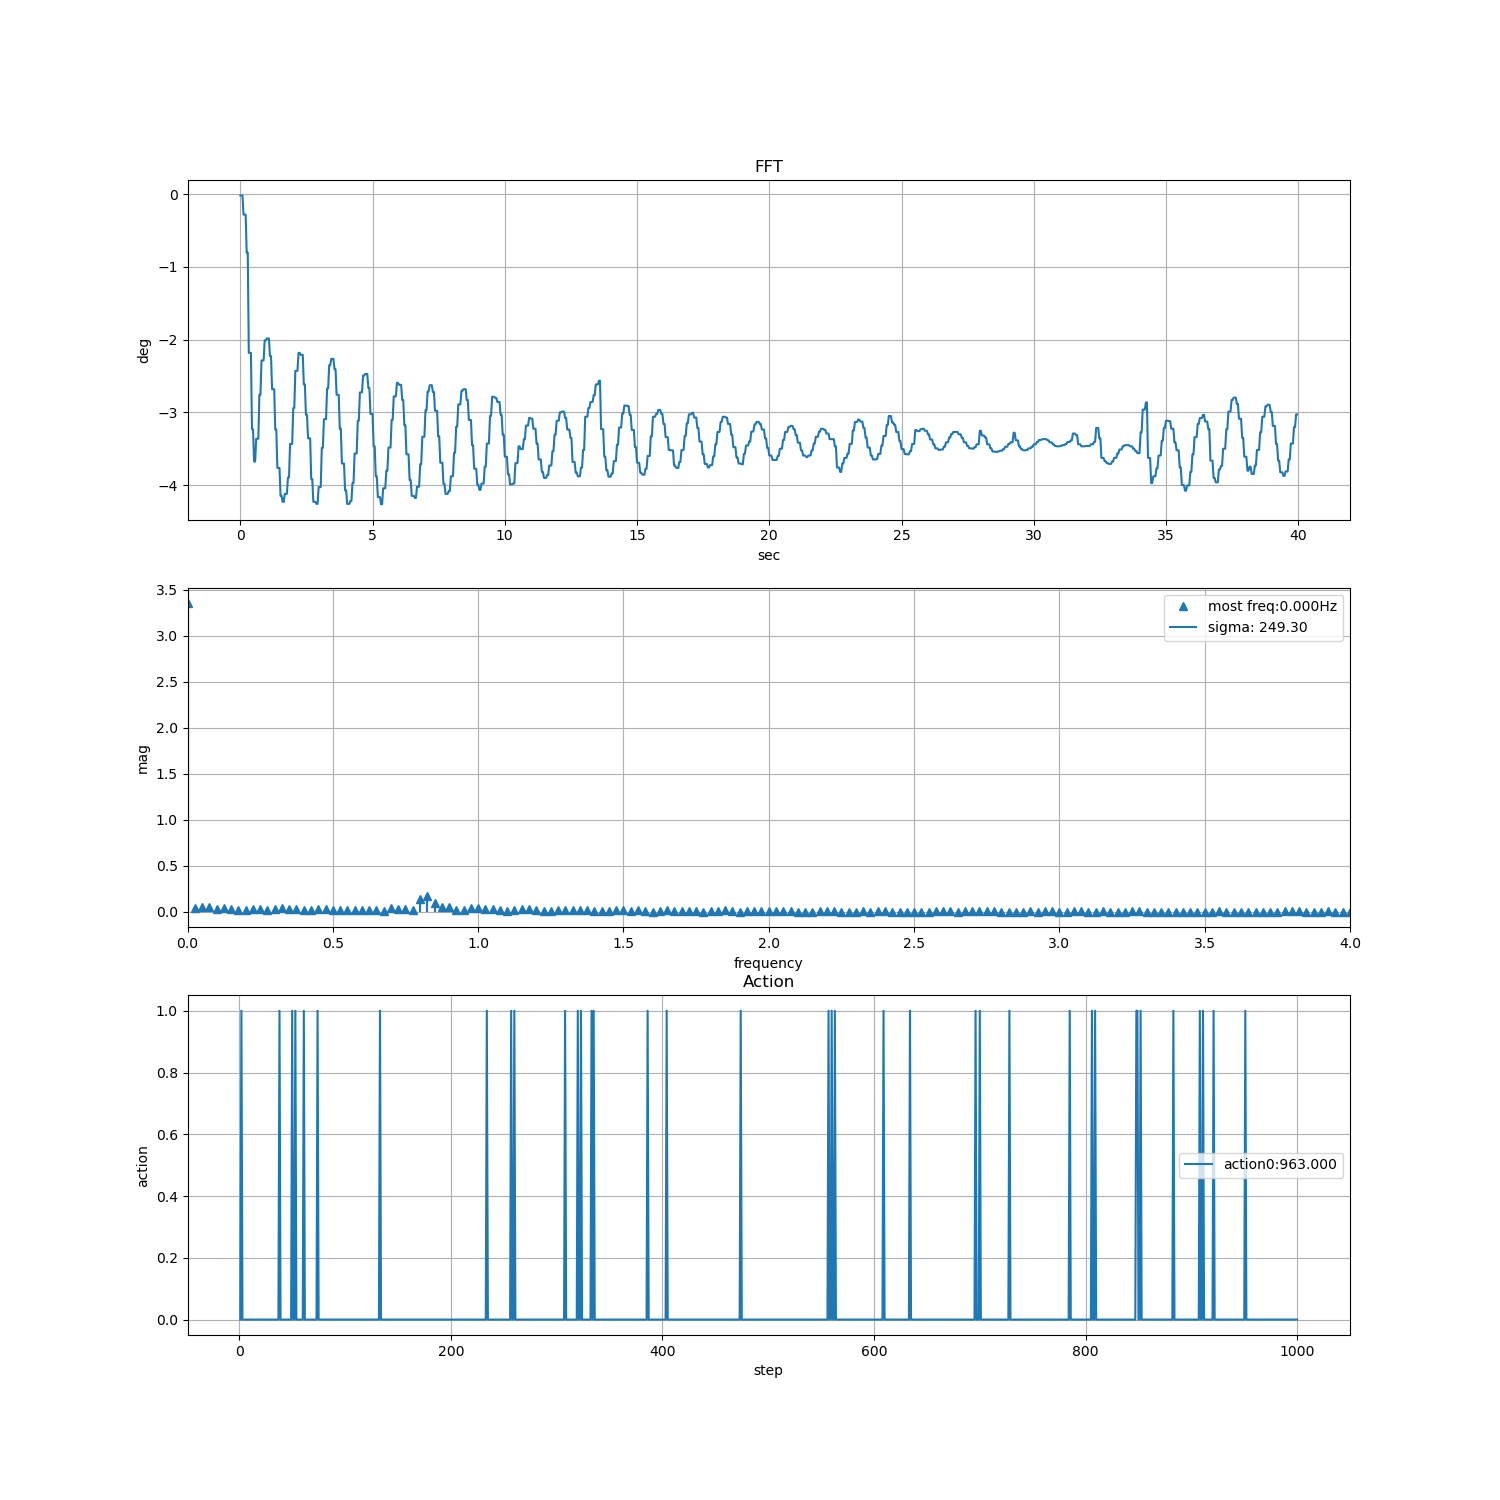 FFT
0
−1
−2
−3
−4
deg
0 5 10 15 20 25 30 35 40
sec
3.5
3.0
2.5
2.0
1.5
1.0
0.5
0.0
mag
most freq:0.000Hz
sigma: 249.30
0.0 0.5 1.0 1.5 2.0 2.5 3.0 3.5 4.0
frequency
Action
1.0
0.8
0.6
0.4
0.2
0.0
action
action0:963.000
0 200 400 600 800 1000
step